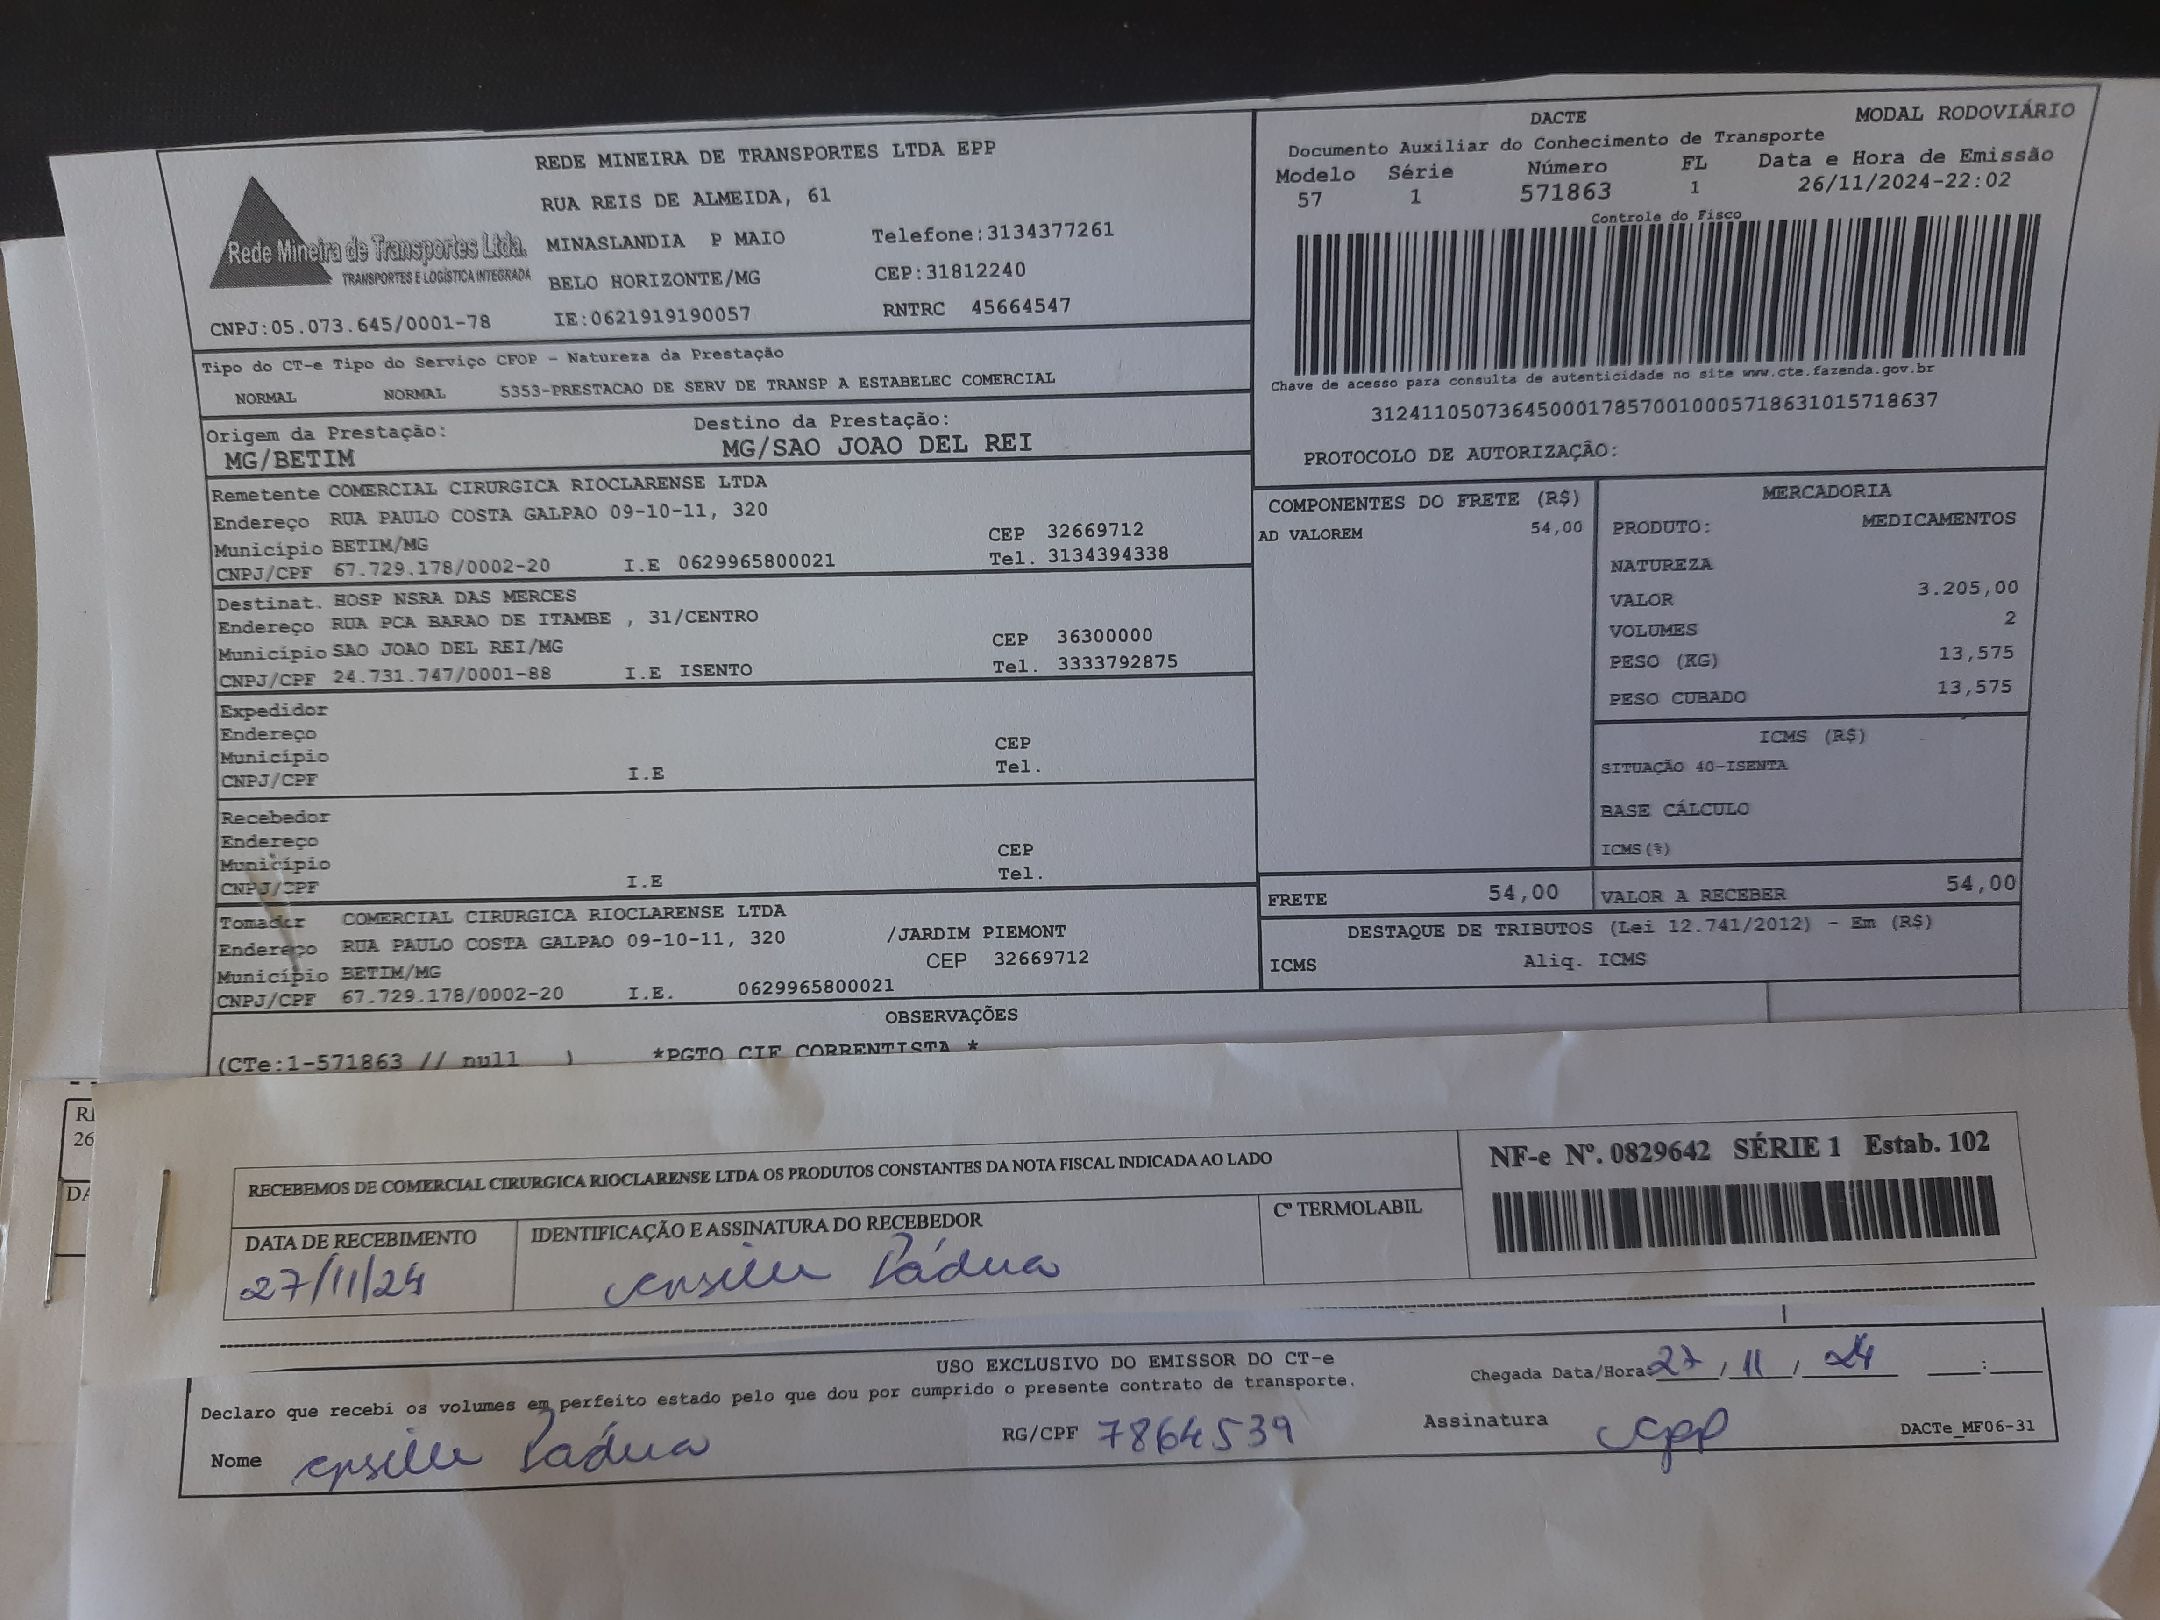 REDE MINEIRA DE TRANSPORTES LTDA EPP
RUA REIS DE ALMEIDA, 61
MINASLANDIA P MAIO Telefone:3134377261
BELO HORIZONTE/MG CEP:31812240
Rede Mineira de Transportes Ltda.
TRANSPORTES E LOGÍSTICA INTEGRADA
CNPJ:05.073.645/0001-78 IE:0621919190057 RNTRC 45664547
DACTE MODAL RODOVIÁRIO
Documento Auxiliar do Conhecimento de Transporte
Modelo Série Número FL Data e Hora de Emissão
57 1 571863 1 26/11/2024-22:02
Controle do Fisco
Chave de acesso para consulta de autenticidade no site www.cte.fazenda.gov.br
31241105073645000178570010005718631015718637
PROTOCOLO DE AUTORIZAÇÃO:
Tipo do CT-e Tipo do Serviço CFOP - Natureza da Prestação
NORMAL NORMAL 5353-PRESTACAO DE SERV DE TRANSP A ESTABELEC COMERCIAL
Origem da Prestação: Destino da Prestação:
MG/BETIM MG/SAO JOAO DEL REI
Remetente COMERCIAL CIRURGICA RIOCLARENSE LTDA
Endereço RUA PAULO COSTA GALPAO 09-10-11, 320
Município BETIM/MG CEP 32669712
CNPJ/CPF 67.729.178/0002-20 I.E 0629965800021 Tel. 3134394338
Destinat. HOSP NSRA DAS MERCES
Endereço RUA PCA BARAO DE ITAMBE , 31/CENTRO
Município SAO JOAO DEL REI/MG CEP 36300000
CNPJ/CPF 24.731.747/0001-88 I.E ISENTO Tel. 3333792875
Expedidor
Endereço
Município CEP
CNPJ/CPF I.E Tel.
Recebedor
Endereço
Município CEP
CNPJ/CPF I.E Tel.
Tomador COMERCIAL CIRURGICA RIOCLARENSE LTDA
Endereço RUA PAULO COSTA GALPAO 09-10-11, 320 /JARDIM PIEMONT
Município BETIM/MG CEP 32669712
CNPJ/CPF 67.729.178/0002-20 I.E. 0629965800021
COMPONENTES DO FRETE (R$)
AD VALOREM 54,00
MERCADORIA
PRODUTO: MEDICAMENTOS
NATUREZA
VALOR 3.205,00
VOLUMES 2
PESO (KG) 13,575
PESO CUBADO 13,575
ICMS (R$)
SITUAÇÃO 40-ISENTA
BASE CÁLCULO
ICMS(%)
FRETE 54,00 VALOR A RECEBER 54,00
DESTAQUE DE TRIBUTOS (Lei 12.741/2012) - Em (R$)
ICMS Aliq. ICMS
OBSERVAÇÕES
(CTe:1-571863 // null ) *PGTO CIF CORRENTISTA *
RECEBEMOS DE COMERCIAL CIRURGICA RIOCLARENSE LTDA OS PRODUTOS CONSTANTES DA NOTA FISCAL INDICADA AO LADO
NF-e Nº. 0829642 SÉRIE 1 Estab. 102
DATA DE RECEBIMENTO IDENTIFICAÇÃO E ASSINATURA DO RECEBEDOR Cº TERMOLABIL
27/11/24 Pádua
USO EXCLUSIVO DO EMISSOR DO CT-e
Declaro que recebi os volumes em perfeito estado pelo que dou por cumprido o presente contrato de transporte.
Chegada Data/Hora 27/11/24 :
Nome Pádua RG/CPF 7864539 Assinatura
DACTe_MF06-31